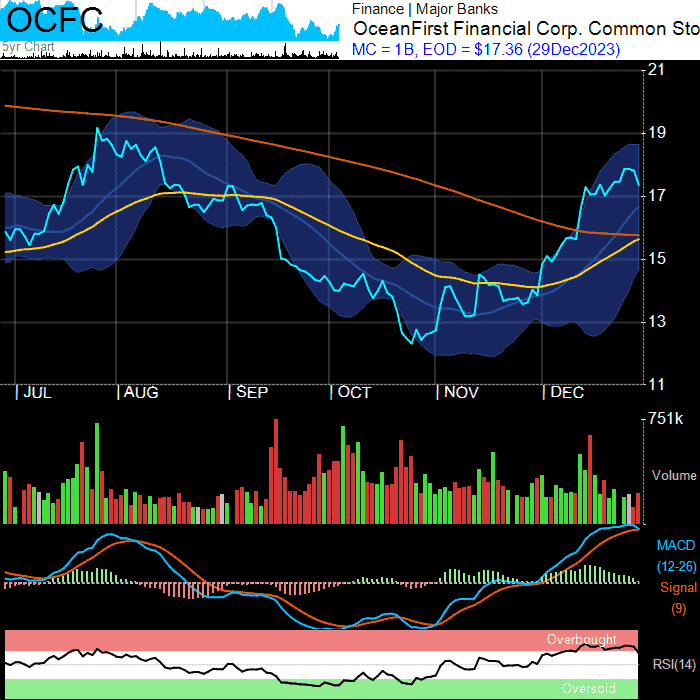 OCFC
5yr Chart
Finance | Major Banks
OceanFirst Financial Corp. Common Sto
MC = 1B, EOD = $17.36 (29Dec2023)
21
19
17
15
13
11
| JUL | AUG | SEP | OCT | NOV | DEC
751k
Volume
MACD
(12-26)
Signal
(9)
Overbought
RSI(14)
Oversold